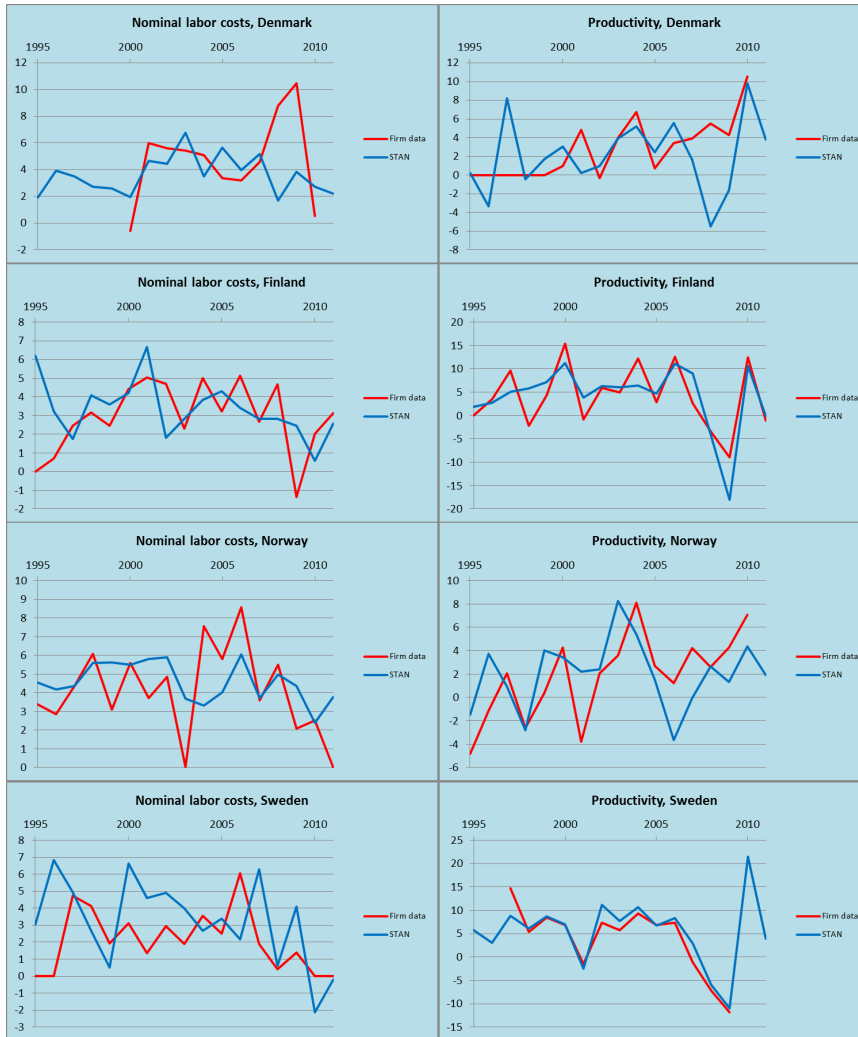 Nominal labor costs, Denmark
1995 2000 2005 2010
12
10
8
6
4
2
0
-2
Firm data
STAN
Productivity, Denmark
1995 2000 2005 2010
12
10
8
6
4
2
0
-2
-4
-6
-8
Firm data
STAN
Nominal labor costs, Finland
1995 2000 2005 2010
8
7
6
5
4
3
2
1
0
-1
-2
Firm data
STAN
Productivity, Finland
1995 2000 2005 2010
20
15
10
5
0
-5
-10
-15
-20
Firm data
STAN
Nominal labor costs, Norway
1995 2000 2005 2010
10
9
8
7
6
5
4
3
2
1
0
Firm data
STAN
Productivity, Norway
1995 2000 2005 2010
10
8
6
4
2
0
-2
-4
-6
Firm data
STAN
Nominal labor costs, Sweden
1995 2000 2005 2010
8
7
6
5
4
3
2
1
0
-1
-2
-3
Firm data
STAN
Productivity, Sweden
1995 2000 2005 2010
25
20
15
10
5
0
-5
-10
-15
Firm data
STAN